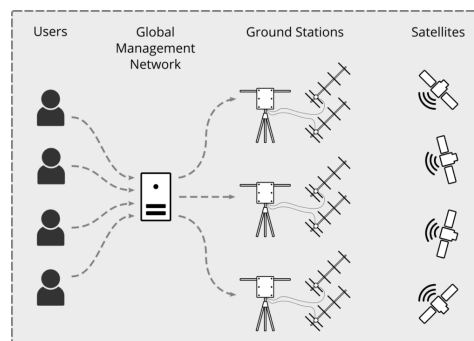 Users
Global
Management
Network
Ground Stations
Satellites